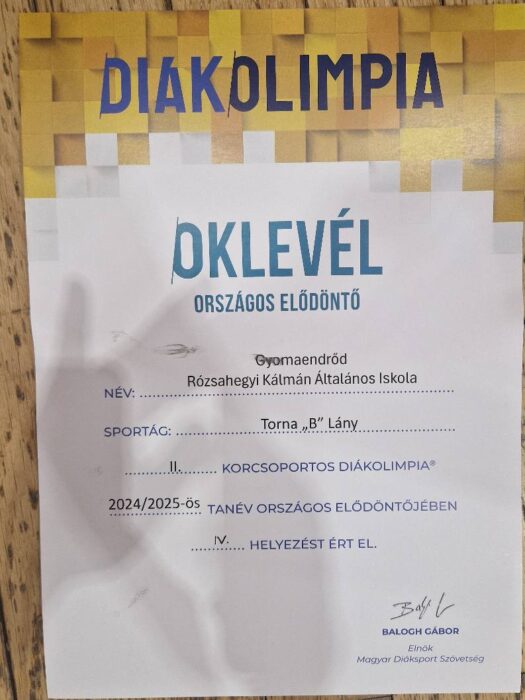 DIÁKOLIMPIA
OKLEVÉL
ORSZÁGOS ELŐDÖNTŐ
Gyomaendrőd
Rózsahegyi Kálmán Általános Iskola
NÉV:
SPORTÁG: Torna „B” Lány
II. KORCSOPORTOS DIÁKOLIMPIA®
2024/2025-ös TANÉV ORSZÁGOS ELŐDÖNTŐJÉBEN
IV. HELYEZÉST ÉRT EL.
BALOGH GÁBOR
Elnök
Magyar Diáksport Szövetség